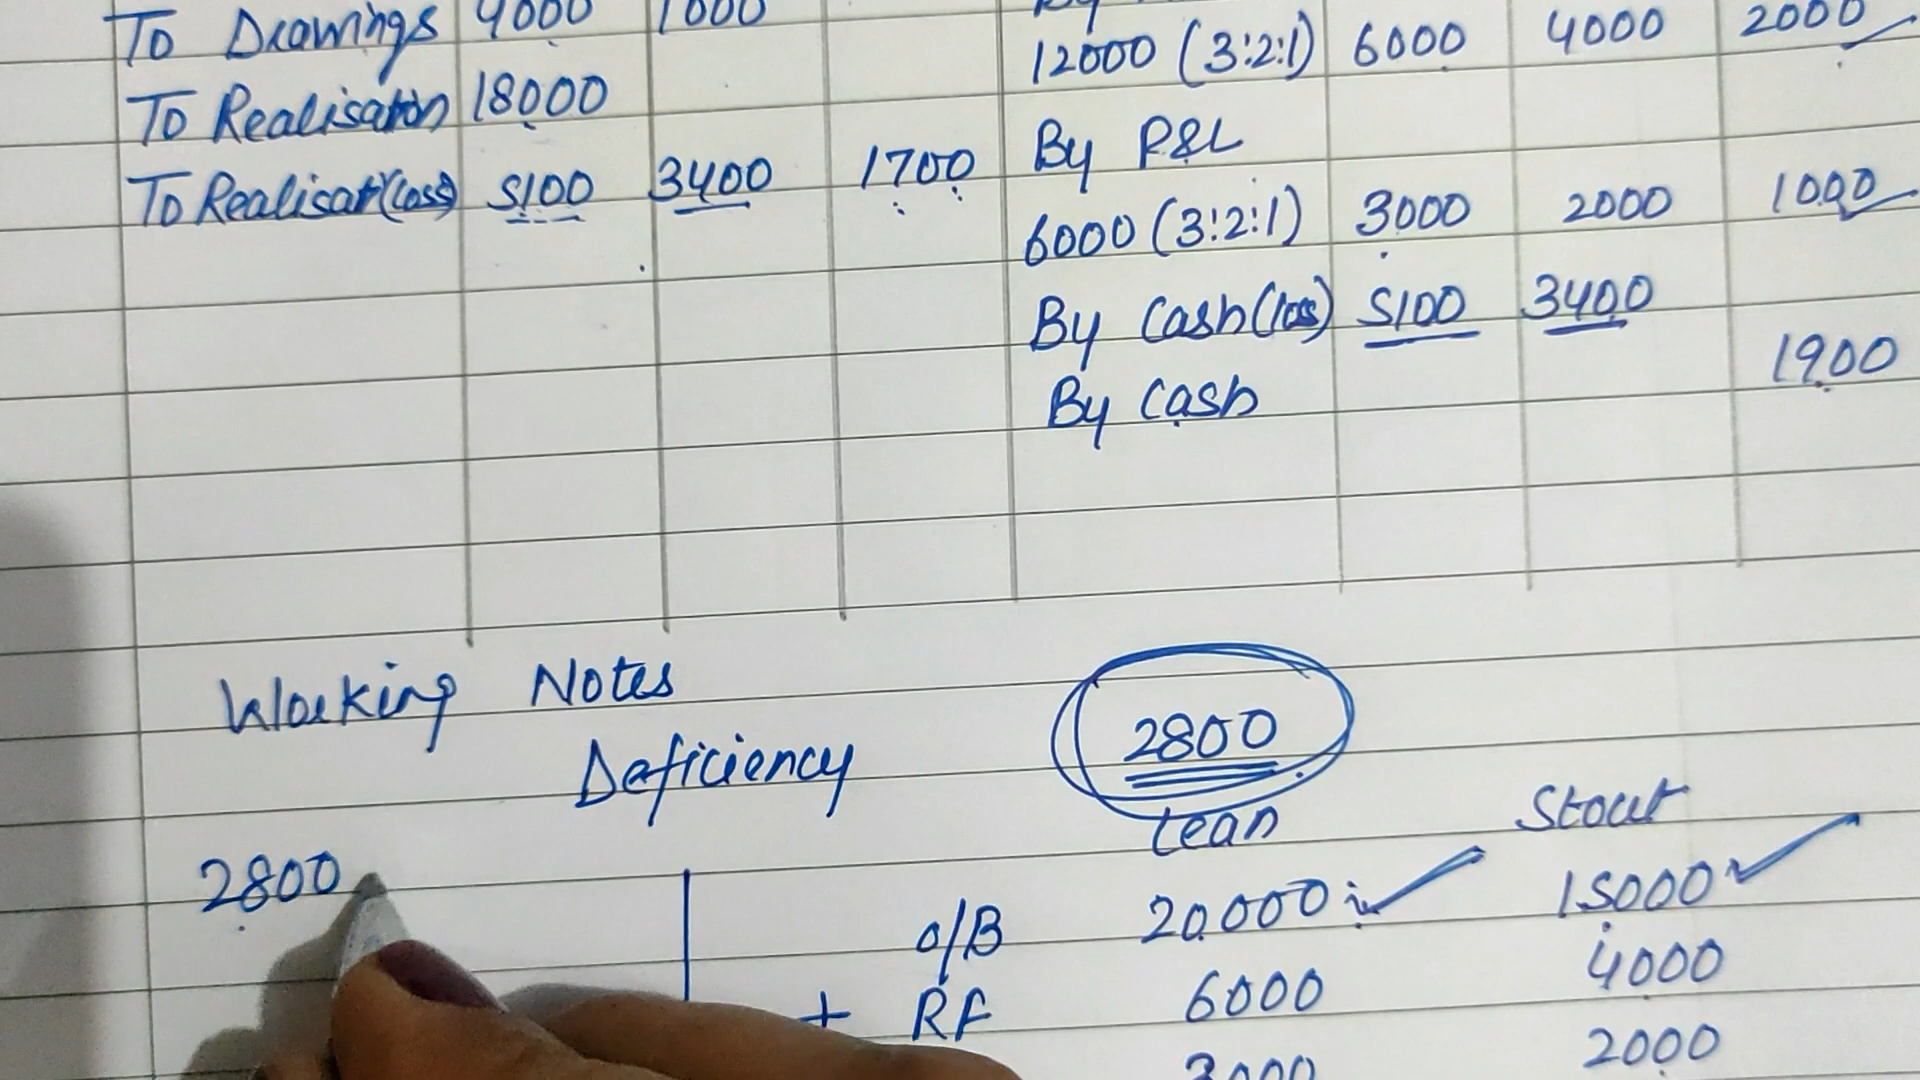 To Drawings 4000 1000
12000 (3:2:1) 6000 4000 2000
To Realisation 18000
By P&L
To Realisat(loss) 5100 3400 1700
6000 (3:2:1) 3000 2000 1000
By Cash(loss) 5100 3400
By Cash 1900
Working Notes
Deficiency 2800
Lean Stout
2800
O/B 20000 15000
+ RF 6000 4000
3000 2000